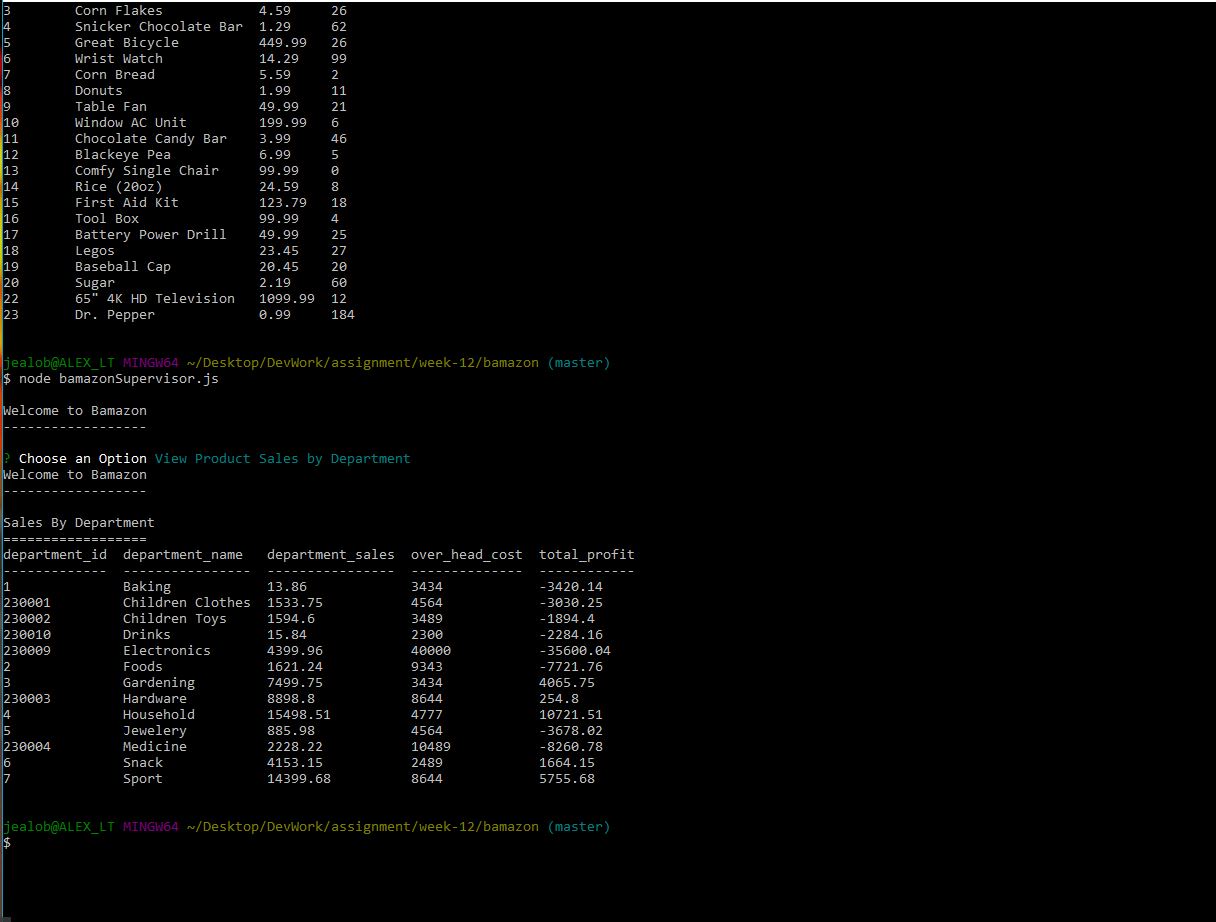 3        Corn Flakes            4.59     26
4        Snicker Chocolate Bar  1.29     62
5        Great Bicycle          449.99   26
6        Wrist Watch            14.29    99
7        Corn Bread             5.59     2
8        Donuts                 1.99     11
9        Table Fan              49.99    21
10       Window AC Unit         199.99   6
11       Chocolate Candy Bar    3.99     46
12       Blackeye Pea           6.99     5
13       Comfy Single Chair     99.99    0
14       Rice (20oz)            24.59    8
15       First Aid Kit          123.79   18
16       Tool Box               99.99    4
17       Battery Power Drill    49.99    25
18       Legos                  23.45    27
19       Baseball Cap           20.45    20
20       Sugar                  2.19     60
22       65" 4K HD Television   1099.99  12
23       Dr. Pepper             0.99     184
jealob@ALEX_LT MINGW64 ~/Desktop/DevWork/assignment/week-12/bamazon (master)
$ node bamazonSupervisor.js
Welcome to Bamazon
------------------
? Choose an Option View Product Sales by Department
Welcome to Bamazon
------------------
Sales By Department
==================
department_id  department_name   department_sales  over_head_cost  total_profit
-------------  ----------------  ----------------  --------------  ------------
1              Baking            13.86             3434            -3420.14
230001         Children Clothes  1533.75           4564            -3030.25
230002         Children Toys     1594.6            3489            -1894.4
230010         Drinks            15.84             2300            -2284.16
230009         Electronics       4399.96           40000           -35600.04
2              Foods             1621.24           9343            -7721.76
3              Gardening         7499.75           3434            4065.75
230003         Hardware          8898.8            8644            254.8
4              Household         15498.51          4777            10721.51
5              Jewelery          885.98            4564            -3678.02
230004         Medicine          2228.22           10489           -8260.78
6              Snack             4153.15           2489            1664.15
7              Sport             14399.68          8644            5755.68
jealob@ALEX_LT MINGW64 ~/Desktop/DevWork/assignment/week-12/bamazon (master)
$